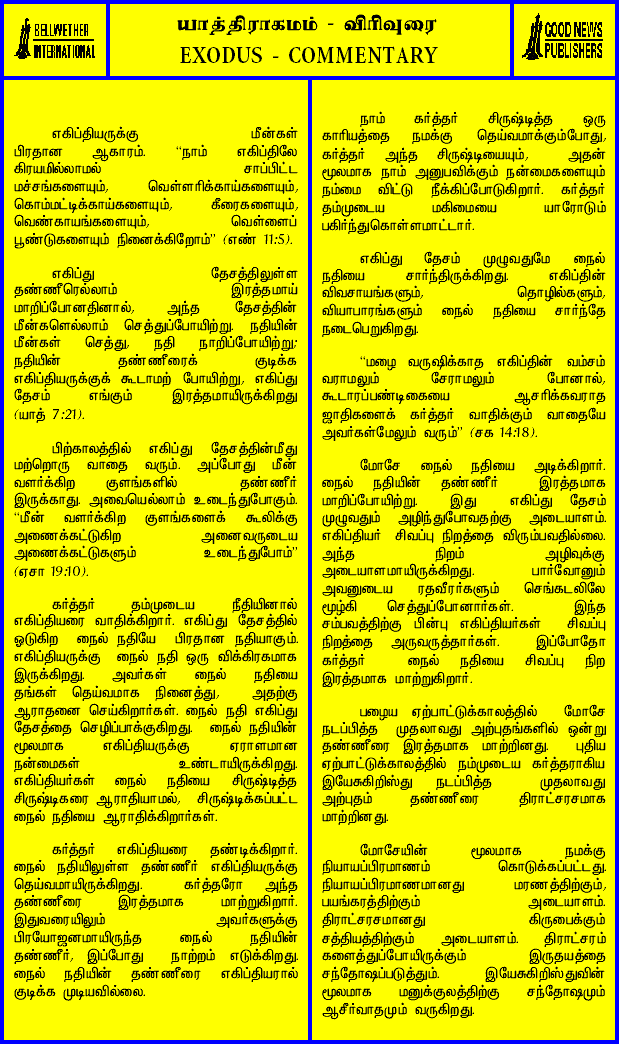 BELLWETHER
INTERNATIONAL
யாத்திராகமம் - விரிவுரை
EXODUS - COMMENTARY
GOOD NEWS
PUBLISHERS
எகிப்தியருக்கு மீன்கள்
பிரதான ஆகாரம். “நாம் எகிப்திலே
கிரயமில்லாமல் சாப்பிட்ட
மச்சங்களையும், வெள்ளரிக்காய்களையும்,
கொம்மட்டிக்காய்களையும், கீரைகளையும்,
வெண்காயங்களையும், வெள்ளைப்
பூண்டுகளையும் நினைக்கிறோம்” (எண் 11:5).
எகிப்து தேசத்திலுள்ள
தண்ணீரெல்லாம் இரத்தமாய்
மாறிப்போனதினால், அந்த தேசத்தின்
மீன்களெல்லாம் செத்துப்போயிற்று. நதியின்
மீன்கள் செத்து, நதி நாறிப்போயிற்று;
நதியின் தண்ணீரைக் குடிக்க
எகிப்தியருக்குக் கூடாமற் போயிற்று, எகிப்து
தேசம் எங்கும் இரத்தமாயிருக்கிறது
(யாத் 7:21).
பிற்காலத்தில் எகிப்து தேசத்தின்மீது
மற்றொரு வாதை வரும். அப்போது மீன்
வளர்க்கிற குளங்களில் தண்ணீர்
இருக்காது. அவையெல்லாம் உடைந்துபோகும்.
“மீன் வளர்க்கிற குளங்களைக் கூலிக்கு
அணைக்கட்டுகிற அனைவருடைய
அணைக்கட்டுகளும் உடைந்துபோம்”
(ஏசா 19:10).
கர்த்தர் தம்முடைய நீதியினால்
எகிப்தியரை வாதிக்கிறார். எகிப்து தேசத்தில்
ஓடுகிற நைல் நதியே பிரதான நதியாகும்.
எகிப்தியருக்கு நைல் நதி ஒரு விக்கிரகமாக
இருக்கிறது. அவர்கள் நைல் நதியை
தங்கள் தெய்வமாக நினைத்து, அதற்கு
ஆராதனை செய்கிறார்கள். நைல் நதி எகிப்து
தேசத்தை செழிப்பாக்குகிறது. நைல் நதியின்
மூலமாக எகிப்தியருக்கு ஏராளமான
நன்மைகள் உண்டாயிருக்கிறது.
எகிப்தியர்கள் நைல் நதியை சிருஷ்டித்த
சிருஷ்டிகரை ஆராதியாமல், சிருஷ்டிக்கப்பட்ட
நைல் நதியை ஆராதிக்கிறார்கள்.
கர்த்தர் எகிப்தியரை தண்டிக்கிறார்.
நைல் நதியிலுள்ள தண்ணீர் எகிப்தியருக்கு
தெய்வமாயிருக்கிறது. கர்த்தரோ அந்த
தண்ணீரை இரத்தமாக மாற்றுகிறார்.
இதுவரையிலும் அவர்களுக்கு
பிரயோஜனமாயிருந்த நைல் நதியின்
தண்ணீர், இப்போது நாற்றம் எடுக்கிறது.
நைல் நதியின் தண்ணீரை எகிப்தியரால்
குடிக்க முடியவில்லை.
நாம் கர்த்தர் சிருஷ்டித்த ஒரு
காரியத்தை நமக்கு தெய்வமாக்கும்போது,
கர்த்தர் அந்த சிருஷ்டியையும், அதன்
மூலமாக நாம் அனுபவிக்கும் நன்மைகளையும்
நம்மை விட்டு நீக்கிப்போடுகிறார். கர்த்தர்
தம்முடைய மகிமையை யாரோடும்
பகிர்ந்துகொள்ளமாட்டார்.
எகிப்து தேசம் முழுவதுமே நைல்
நதியை சார்ந்திருக்கிறது. எகிப்தின்
விவசாயங்களும், தொழில்களும்,
வியாபாரங்களும் நைல் நதியை சார்ந்தே
நடைபெறுகிறது.
“மழை வருஷிக்காத எகிப்தின் வம்சம்
வராமலும் சேராமலும் போனால்,
கூடாரப்பண்டிகையை ஆசரிக்கவராத
ஜாதிகளைக் கர்த்தர் வாதிக்கும் வாதையே
அவர்கள்மேலும் வரும்” (சக 14:18).
மோசே நைல் நதியை அடிக்கிறார்.
நைல் நதியின் தண்ணீர் இரத்தமாக
மாறிப்போயிற்று. இது எகிப்து தேசம்
முழுவதும் அழிந்துபோவதற்கு அடையாளம்.
எகிப்தியர் சிவப்பு நிறத்தை விரும்பவதில்லை.
அந்த நிறம் அழிவுக்கு
அடையாளமாயிருக்கிறது. பார்வோனும்
அவனுடைய ரதவீரர்களும் செங்கடலிலே
மூழ்கி செத்துப்போனார்கள். இந்த
சம்பவத்திற்கு பின்பு எகிப்தியர்கள் சிவப்பு
நிறத்தை அருவருத்தார்கள். இப்போதோ
கர்த்தர் நைல் நதியை சிவப்பு நிற
இரத்தமாக மாற்றுகிறார்.
பழைய ஏற்பாட்டுக்காலத்தில் மோசே
நடப்பித்த முதலாவது அற்புதங்களில் ஒன்று
தண்ணீரை இரத்தமாக மாற்றினது. புதிய
ஏற்பாட்டுக்காலத்தில் நம்முடைய கர்த்தராகிய
இயேசுகிறிஸ்து நடப்பித்த முதலாவது
அற்புதம் தண்ணீரை திராட்சரசமாக
மாற்றினது.
மோசேயின் மூலமாக நமக்கு
நியாயப்பிரமாணம் கொடுக்கப்பட்டது.
நியாயப்பிரமாணமானது மரணத்திற்கும்,
பயங்கரத்திற்கும் அடையாளம்.
திராட்சரசமானது கிருபைக்கும்
சத்தியத்திற்கும் அடையாளம். திராட்சரம்
களைத்துப்போயிருக்கும் இருதயத்தை
சந்தோஷப்படுத்தும். இயேசுகிறிஸ்துவின்
மூலமாக மனுக்குலத்திற்கு சந்தோஷமும்
ஆசீர்வாதமும் வருகிறது.